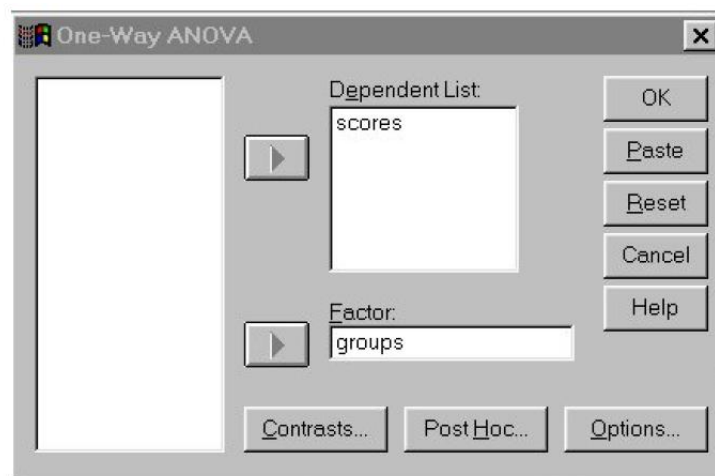 One-Way ANOVA
Dependent List:
scores
OK
Paste
Reset
Cancel
Help
Factor:
groups
Contrasts...
Post Hoc...
Options...